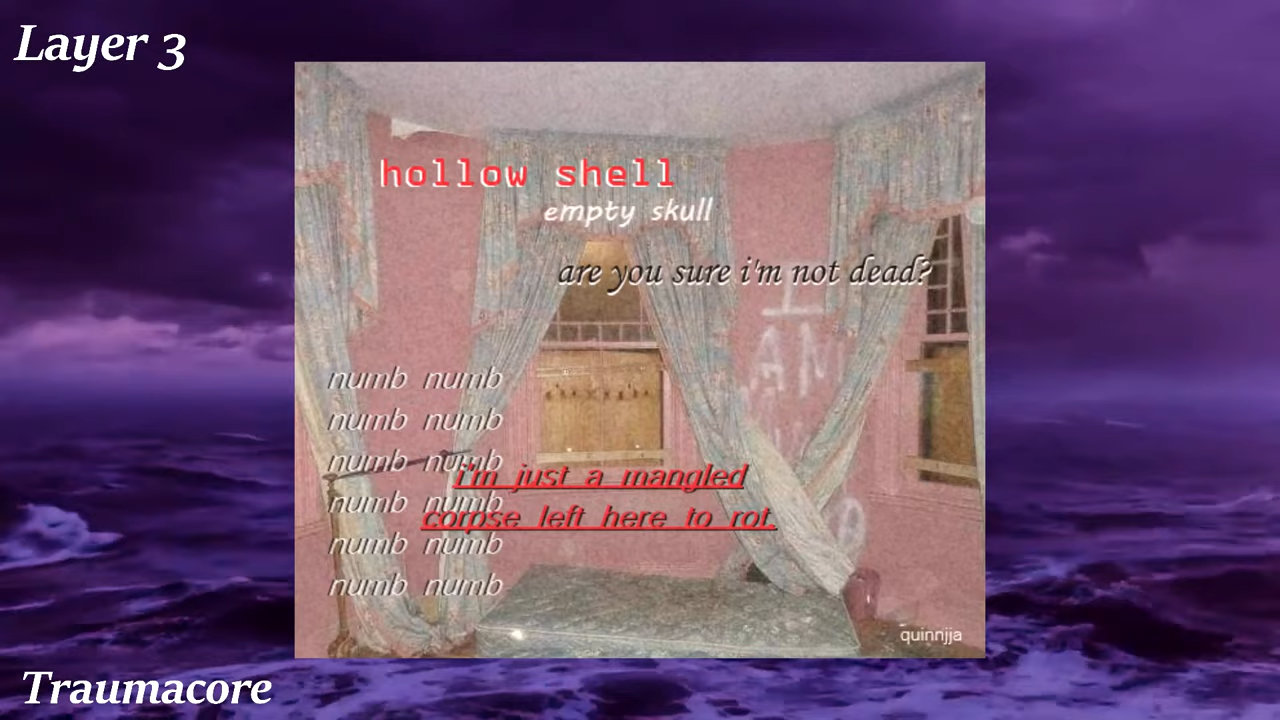 Layer 3
hollow shell
empty skull
are you sure i'm not dead?
I
AM
numb numb
numb numb
numb numb
i'm just a mangled
numb numb
corpse left here to rot.
numb numb
numb numb
quinnjja
Traumacore